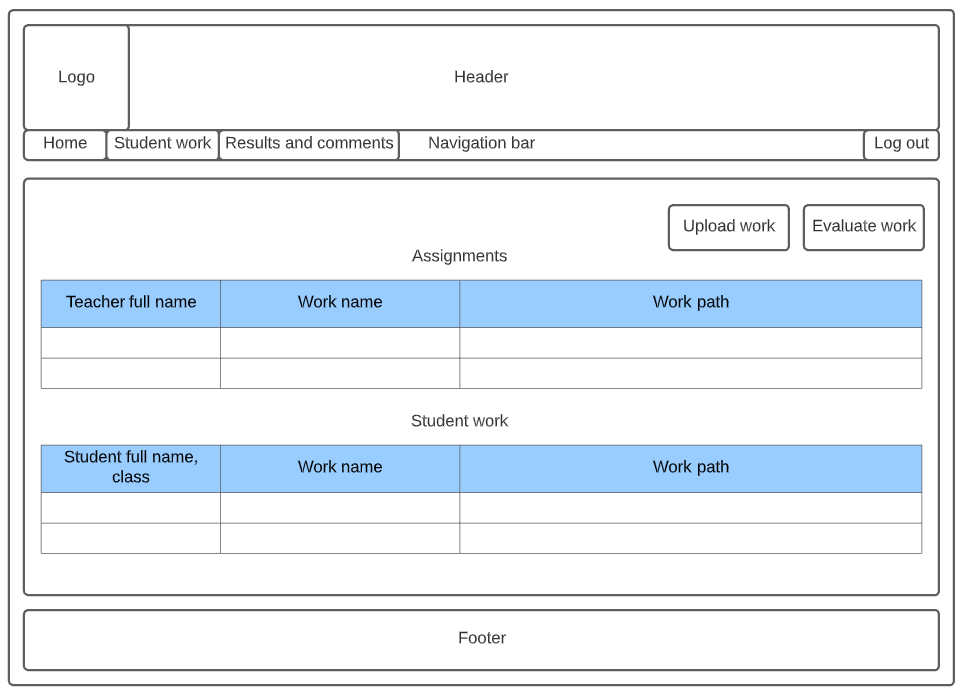 Logo
Header
Home
Student work
Results and comments
Navigation bar
Log out
Upload work
Evaluate work
Assignments
Teacher full name
Work name
Work path
Student work
Student full name,
class
Work name
Work path
Footer